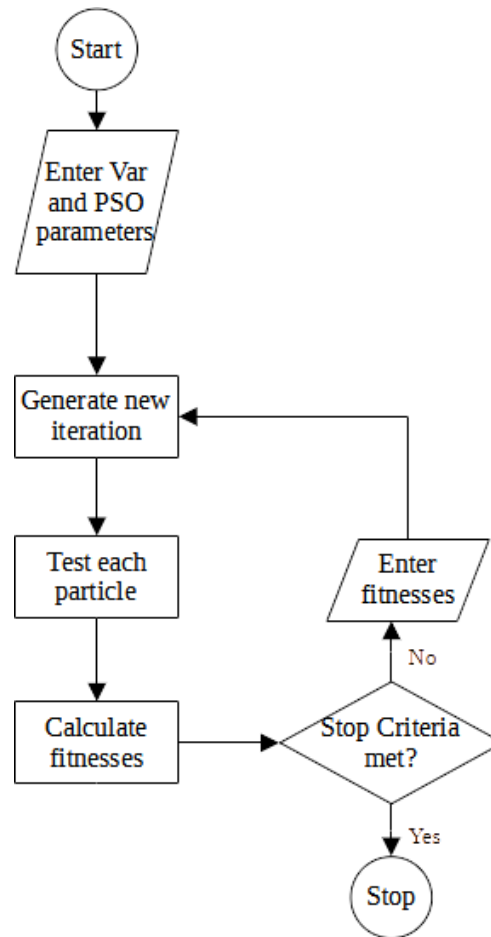 Start
Enter Var
and PSO
parameters
Generate new
iteration
Test each
particle
Calculate
fitnesses
Enter
fitnesses
No
Stop Criteria
met?
Yes
Stop